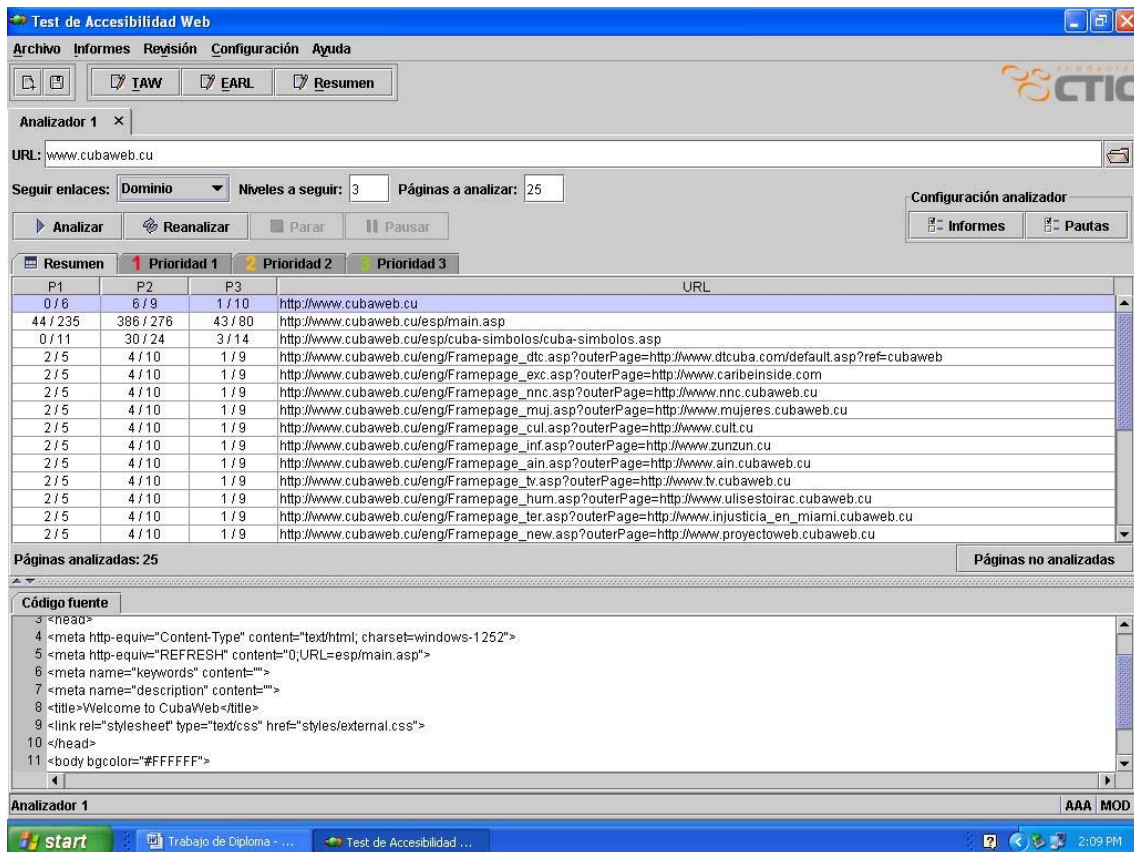 Test de Accesibilidad Web
Archivo Informes Revisión Configuración Ayuda
TAW EARL Resumen
FUNDACIÓN
CTIC
Analizador 1 ×
URL: www.cubaweb.cu
Seguir enlaces: Dominio Niveles a seguir: 3 Páginas a analizar: 25
Configuración analizador
Analizar Reanalizar Parar Pausar Informes Pautas
Resumen 1 Prioridad 1 2 Prioridad 2 3 Prioridad 3
P1 P2 P3 URL
0 / 6 6 / 9 1 / 10 http://www.cubaweb.cu
44 / 235 386 / 276 43 / 80 http://www.cubaweb.cu/esp/main.asp
0 / 11 30 / 24 3 / 14 http://www.cubaweb.cu/esp/cuba-simbolos/cuba-simbolos.asp
2 / 5 4 / 10 1 / 9 http://www.cubaweb.cu/eng/Framepage_dtc.asp?outerPage=http://www.dtcuba.com/default.asp?ref=cubaweb
2 / 5 4 / 10 1 / 9 http://www.cubaweb.cu/eng/Framepage_exc.asp?outerPage=http://www.caribeinside.com
2 / 5 4 / 10 1 / 9 http://www.cubaweb.cu/eng/Framepage_nnc.asp?outerPage=http://www.nnc.cubaweb.cu
2 / 5 4 / 10 1 / 9 http://www.cubaweb.cu/eng/Framepage_muj.asp?outerPage=http://www.mujeres.cubaweb.cu
2 / 5 4 / 10 1 / 9 http://www.cubaweb.cu/eng/Framepage_cul.asp?outerPage=http://www.cult.cu
2 / 5 4 / 10 1 / 9 http://www.cubaweb.cu/eng/Framepage_inf.asp?outerPage=http://www.zunzun.cu
2 / 5 4 / 10 1 / 9 http://www.cubaweb.cu/eng/Framepage_ain.asp?outerPage=http://www.ain.cubaweb.cu
2 / 5 4 / 10 1 / 9 http://www.cubaweb.cu/eng/Framepage_tv.asp?outerPage=http://www.tv.cubaweb.cu
2 / 5 4 / 10 1 / 9 http://www.cubaweb.cu/eng/Framepage_hum.asp?outerPage=http://www.ulisestoirac.cubaweb.cu
2 / 5 4 / 10 1 / 9 http://www.cubaweb.cu/eng/Framepage_ter.asp?outerPage=http://www.injusticia_en_miami.cubaweb.cu
2 / 5 4 / 10 1 / 9 http://www.cubaweb.cu/eng/Framepage_new.asp?outerPage=http://www.proyectoweb.cubaweb.cu
Páginas analizadas: 25 Páginas no analizadas
Código fuente
3 <head>
4 <meta http-equiv="Content-Type" content="text/html; charset=windows-1252">
5 <meta http-equiv="REFRESH" content="0;URL=esp/main.asp">
6 <meta name="keywords" content="">
7 <meta name="description" content="">
8 <title>Welcome to CubaWeb</title>
9 <link rel="stylesheet" type="text/css" href="styles/external.css">
10 </head>
11 <body bgcolor="#FFFFFF">
Analizador 1 AAA MOD
start Trabajo de Diploma - ... Test de Accesibilidad ... 2:09 PM